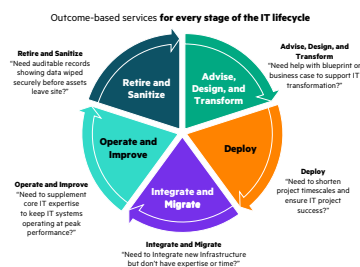 Outcome-based services for every stage of the IT lifecycle
Retire and Sanitize
"Need auditable records
showing data wiped
securely before assets
leave site?"
Retire and
Sanitize
Advise,
Design, and
Transform
Advise, Design, and
Transform
"Need help with blueprint or
business case to support IT
transformation?"
Operate and
Improve
Deploy
Integrate and
Migrate
Operate and Improve
"Need to supplement
core IT expertise
to keep IT systems
operating at peak
performance?"
Deploy
"Need to shorten
project timescales and
ensure IT project
success?"
Integrate and Migrate
"Need to Integrate new Infrastructure
but don't have expertise or time?"